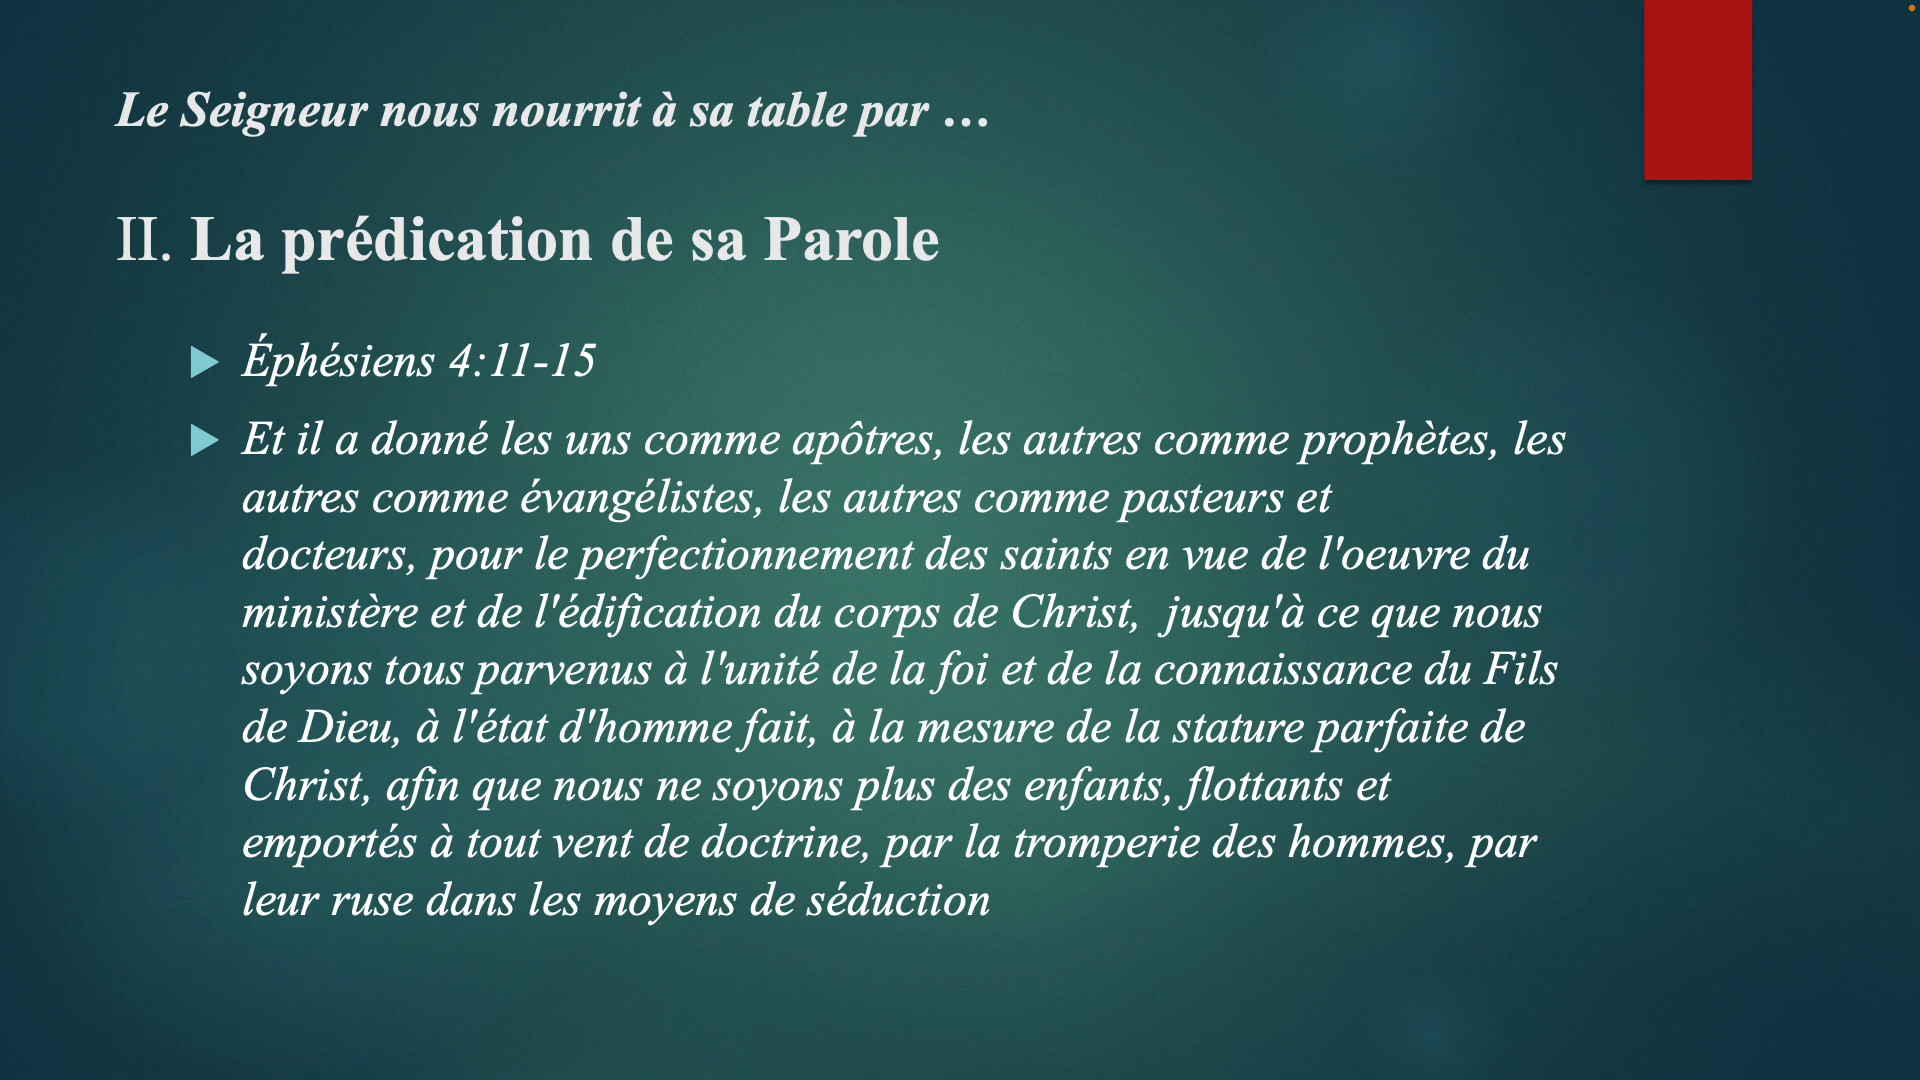 Le Seigneur nous nourrit à sa table par …
II. La prédication de sa Parole
Éphésiens 4:11-15
Et il a donné les uns comme apôtres, les autres comme prophètes, les
autres comme évangélistes, les autres comme pasteurs et
docteurs, pour le perfectionnement des saints en vue de l'oeuvre du
ministère et de l'édification du corps de Christ,  jusqu'à ce que nous
soyons tous parvenus à l'unité de la foi et de la connaissance du Fils
de Dieu, à l'état d'homme fait, à la mesure de la stature parfaite de
Christ, afin que nous ne soyons plus des enfants, flottants et
emportés à tout vent de doctrine, par la tromperie des hommes, par
leur ruse dans les moyens de séduction